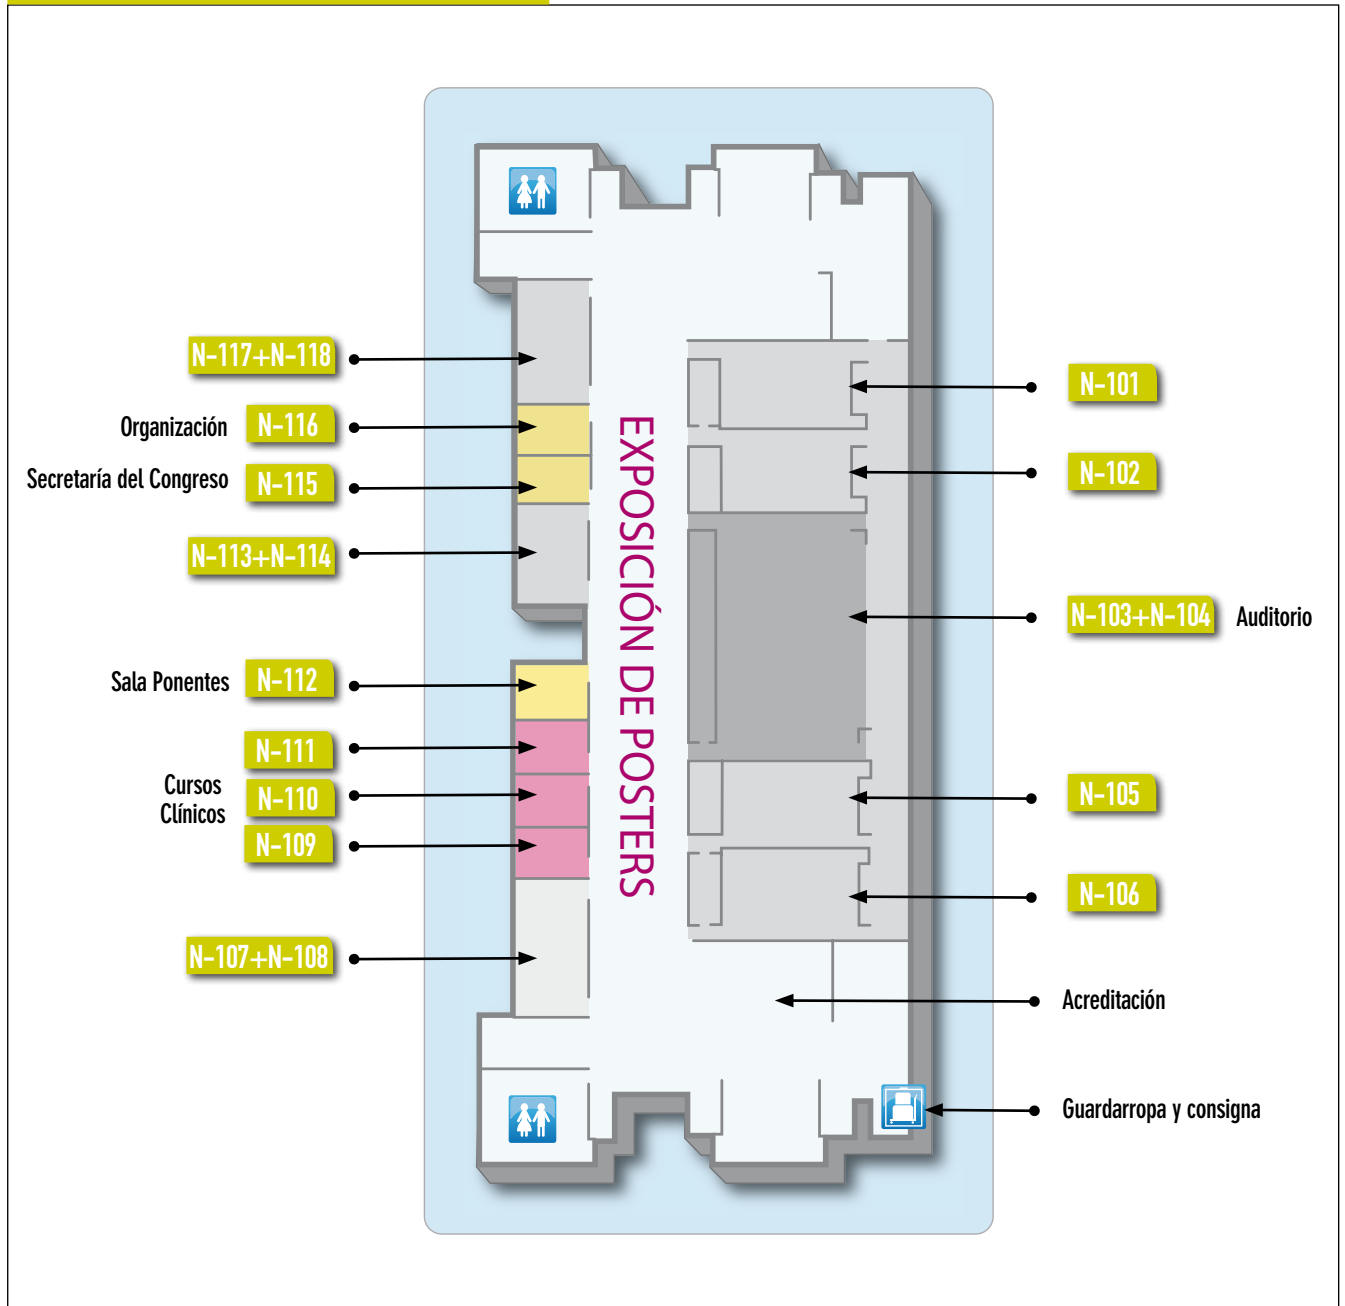 N-117+N-118
Organización N-116
Secretaría del Congreso N-115
N-113+N-114
Sala Ponentes N-112
N-111
Cursos
Clínicos
N-110
N-109
N-107+N-108
EXPOSICIÓN DE POSTERS
N-101
N-102
N-103+N-104 Auditorio
N-105
N-106
Acreditación
Guardarropa y consigna